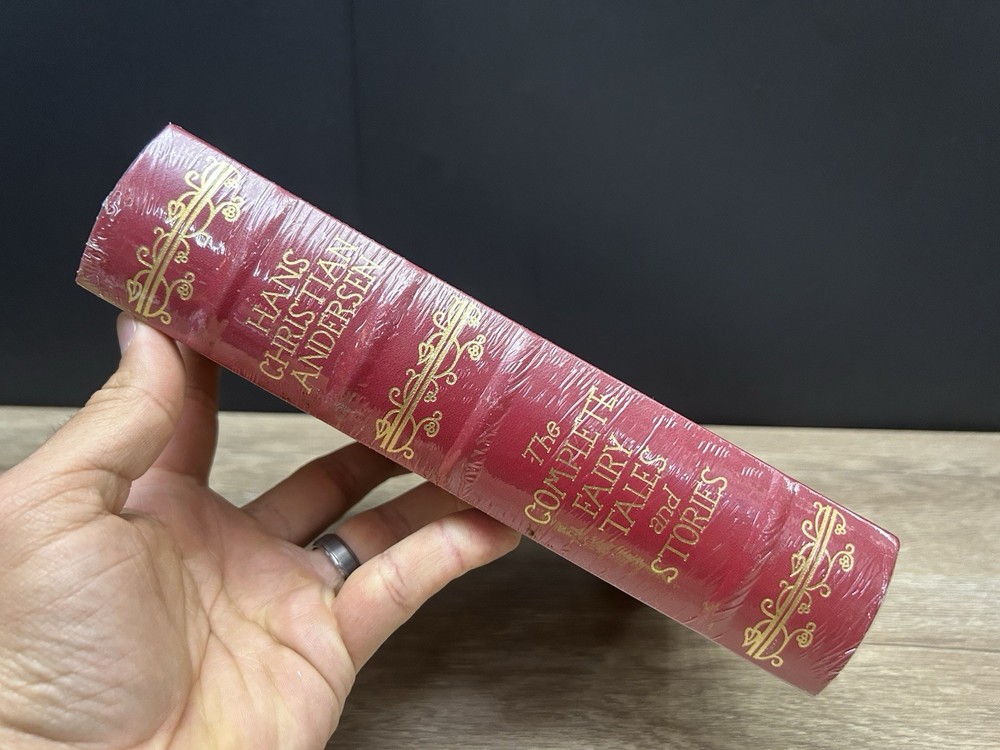 HANS
CHRISTIAN
ANDERSEN
The
COMPLETE
FAIRY
TALES
and
STORIES